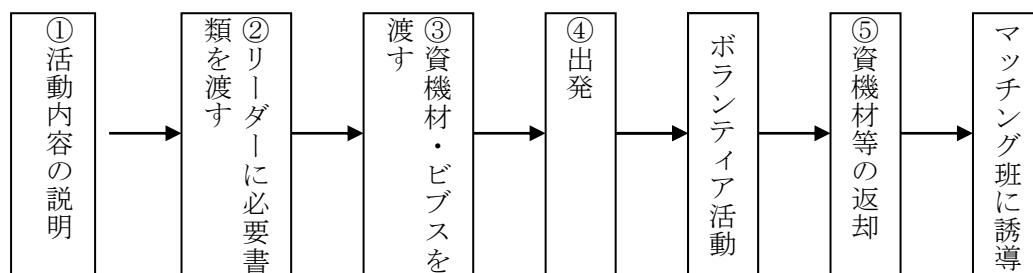 ①活動内容の説明
②リーダーに必要書
類を渡す
③資機材・ビブスを
渡す
④出発
ボランティア活動
⑤資機材等の返却
マッチング班に誘導